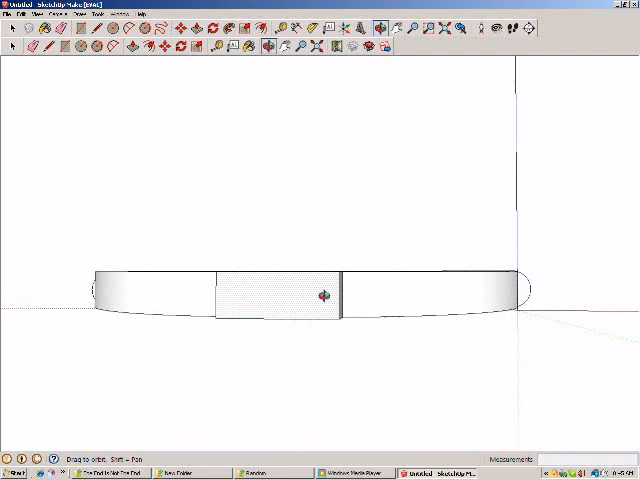 Untitled - SketchUp Make [EVAL]
File Edit View Camera Draw Tools Window Help
Drag to orbit. Shift = Pan
Measurements
Start
The End Is Not The End
New Folder
Random
Windows Media Player
Untitled - SketchUp M...